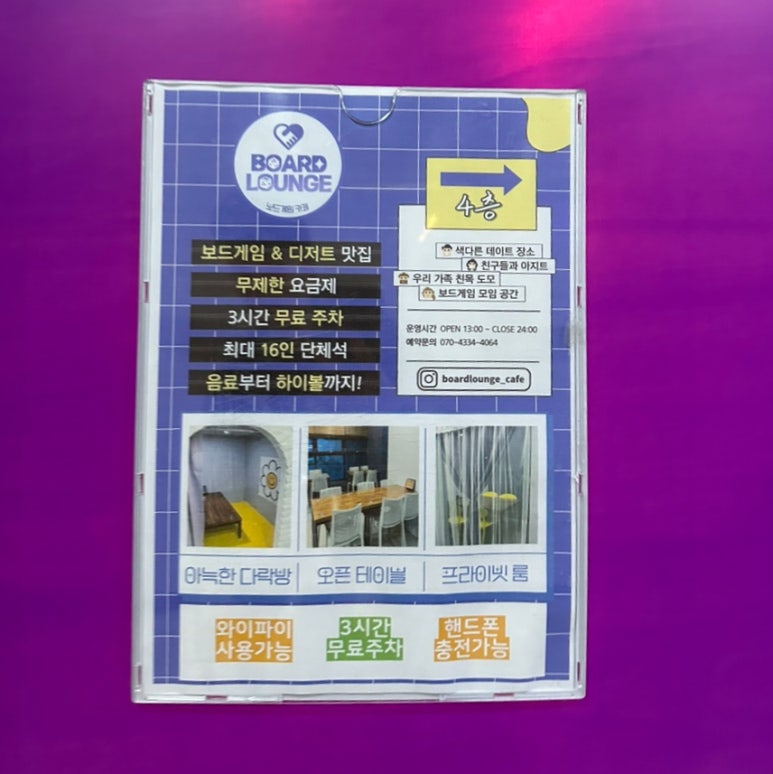 BOARD
LOUNGE
보드게임 카페
4층
보드게임 & 디저트 맛집
무제한 요금제
3시간 무료 주차
최대 16인 단체석
음료부터 하이볼까지!
색다른 데이트 장소
친구들과 아지트
우리 가족 친목 도모
보드게임 모임 공간
운영시간 OPEN 13:00 - CLOSE 24:00
예약문의 070-4334-4064
boardlounge_cafe
아늑한 다락방
오픈 테이블
프라이빗 룸
와이파이
사용가능
3시간
무료주차
핸드폰
충전가능